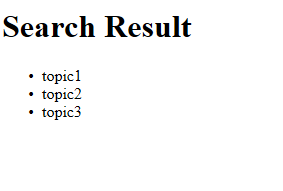 Search Result
• topic1
• topic2
• topic3